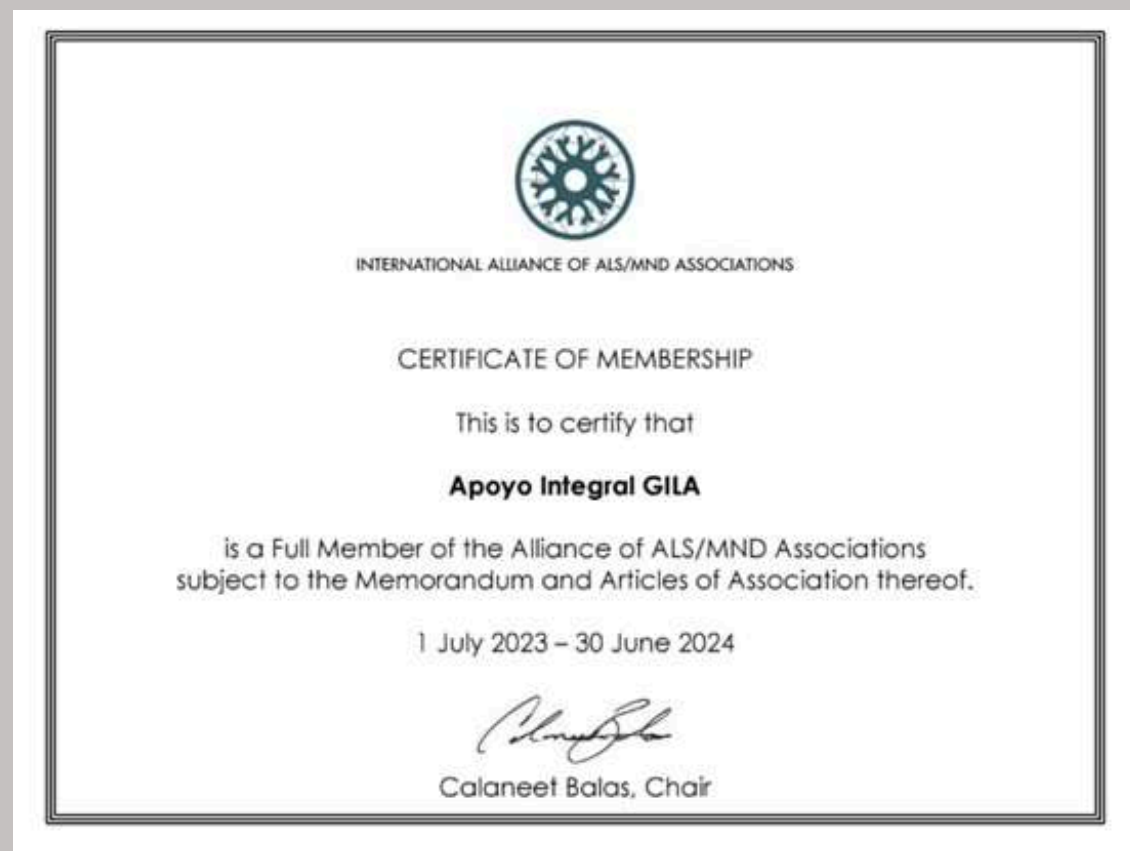 INTERNATIONAL ALLIANCE OF ALS/MND ASSOCIATIONS
CERTIFICATE OF MEMBERSHIP
This is to certify that
Apoyo Integral GILA
is a Full Member of the Alliance of ALS/MND Associations
subject to the Memorandum and Articles of Association thereof.
1 July 2023 – 30 June 2024
Calaneet Balas, Chair